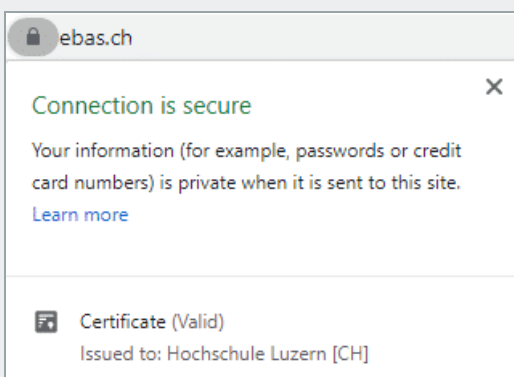 ebas.ch
Connection is secure
Your information (for example, passwords or credit
card numbers) is private when it is sent to this site.
Learn more
Certificate (Valid)
Issued to: Hochschule Luzern [CH]